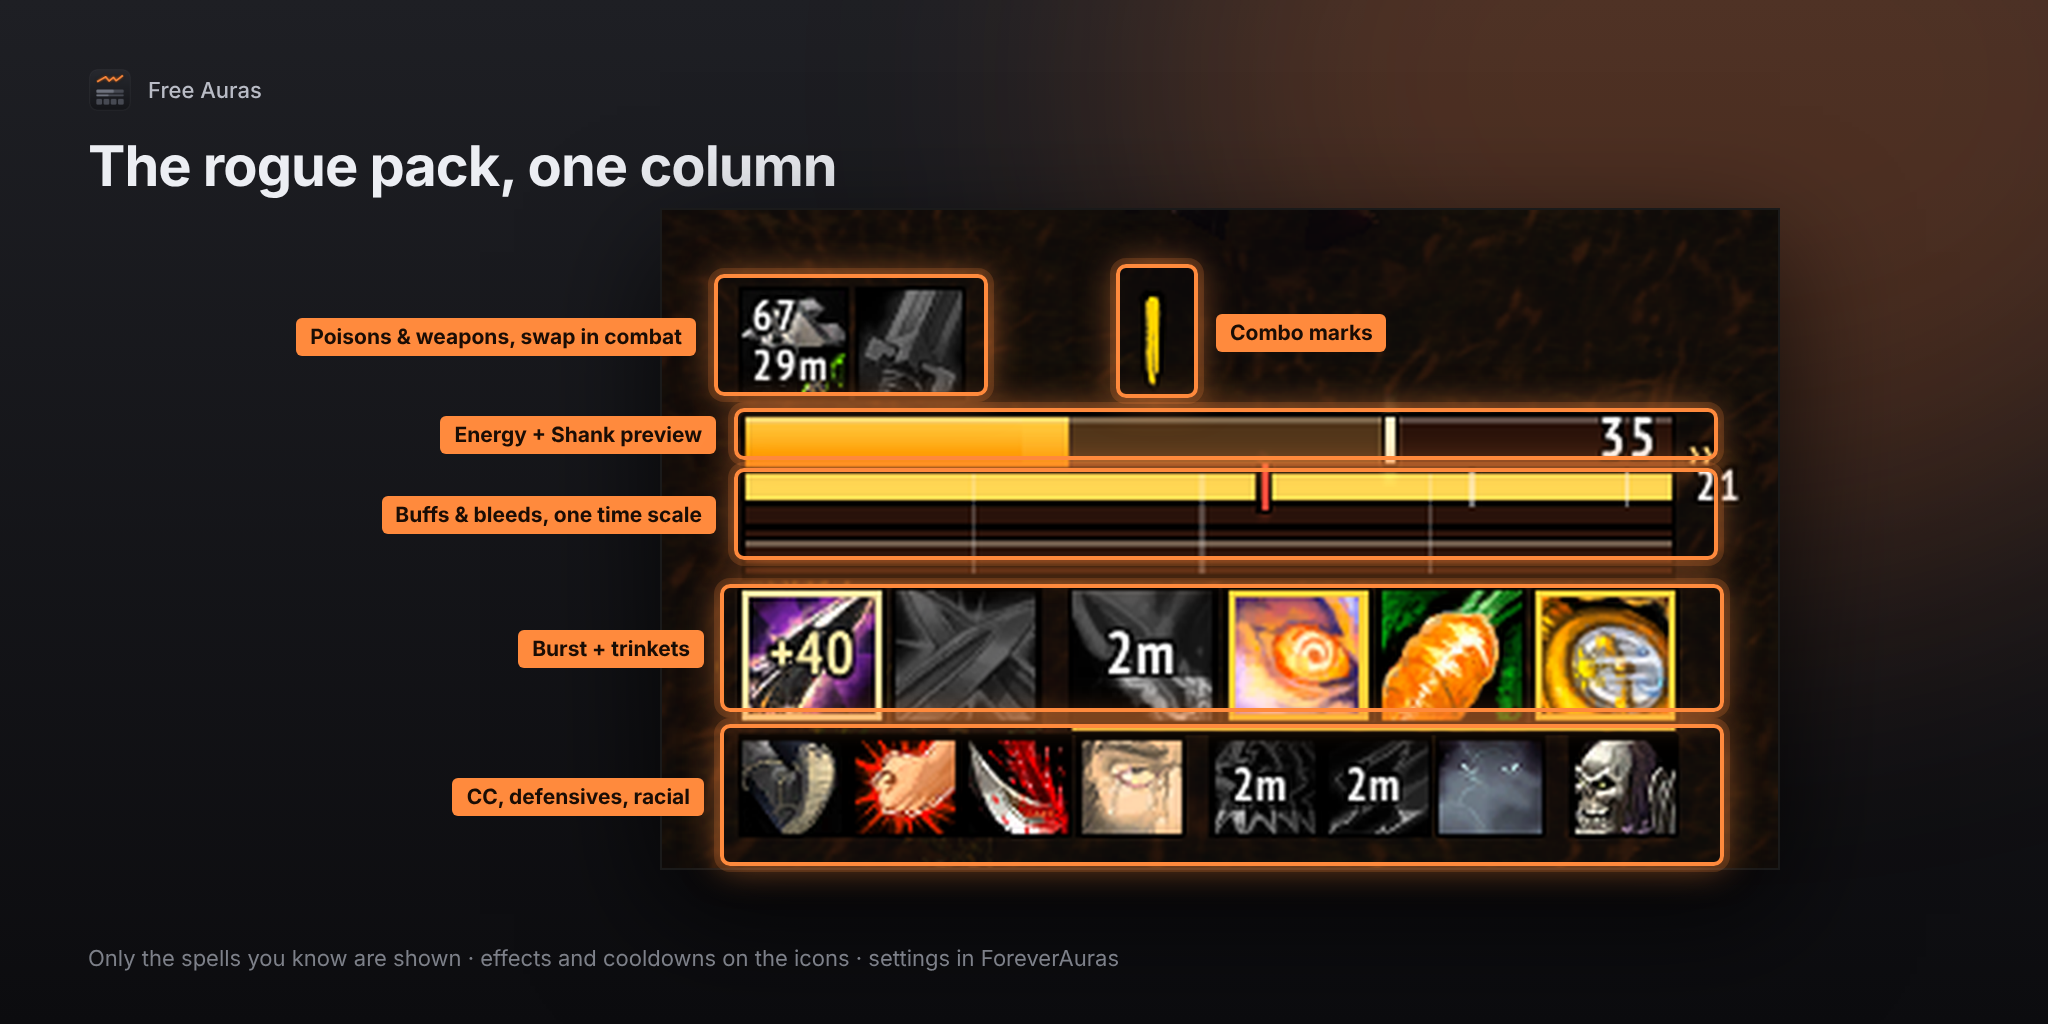 Free Auras
The rogue pack, one column
67
29m
Poisons & weapons, swap in combat
Combo marks
Energy + Shank preview
35
21
Buffs & bleeds, one time scale
+40
2m
Burst + trinkets
2m
2m
CC, defensives, racial
Only the spells you know are shown · effects and cooldowns on the icons · settings in ForeverAuras